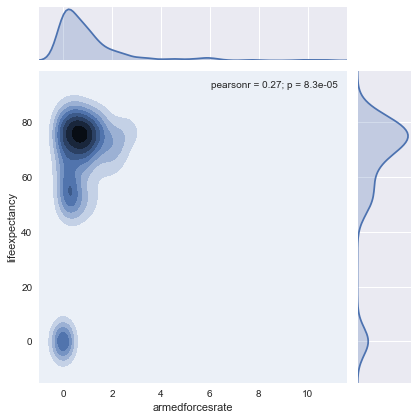 pearsonr = 0.27; p = 8.3e-05
80
60
40
20
0
lifeexpectancy
0 2 4 6 8 10
armedforcesrate